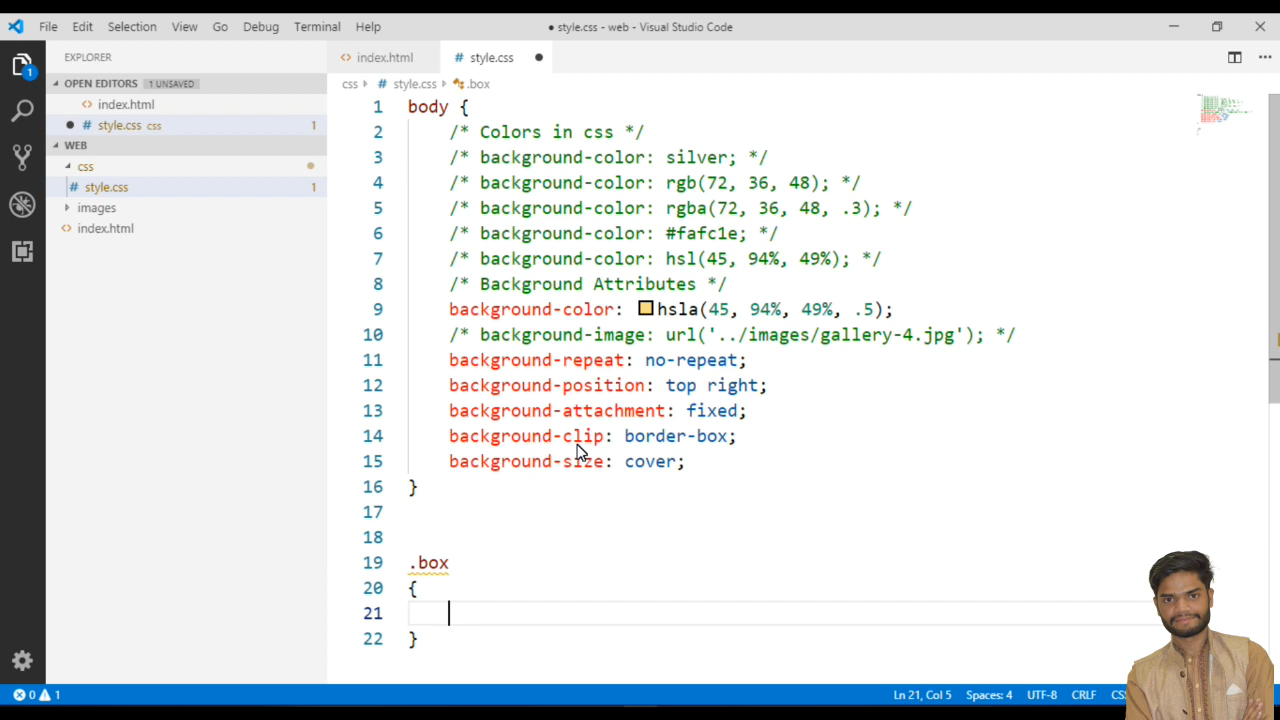 File Edit Selection View Go Debug Terminal Help ● style.css - web - Visual Studio Code
EXPLORER
OPEN EDITORS 1 UNSAVED
<> index.html
● # style.css css 1
WEB
css
# style.css 1
images
<> index.html
1
<> index.html # style.css ●
css # style.css .box
1 body {
2 /* Colors in css */
3 /* background-color: silver; */
4 /* background-color: rgb(72, 36, 48); */
5 /* background-color: rgba(72, 36, 48, .3); */
6 /* background-color: #fafc1e; */
7 /* background-color: hsl(45, 94%, 49%); */
8 /* Background Attributes */
9 background-color: hsla(45, 94%, 49%, .5);
10 /* background-image: url('../images/gallery-4.jpg'); */
11 background-repeat: no-repeat;
12 background-position: top right;
13 background-attachment: fixed;
14 background-clip: border-box;
15 background-size: cover;
16 }
17
18
19 .box
20 {
21
22 }
0 1 Ln 21, Col 5 Spaces: 4 UTF-8 CRLF